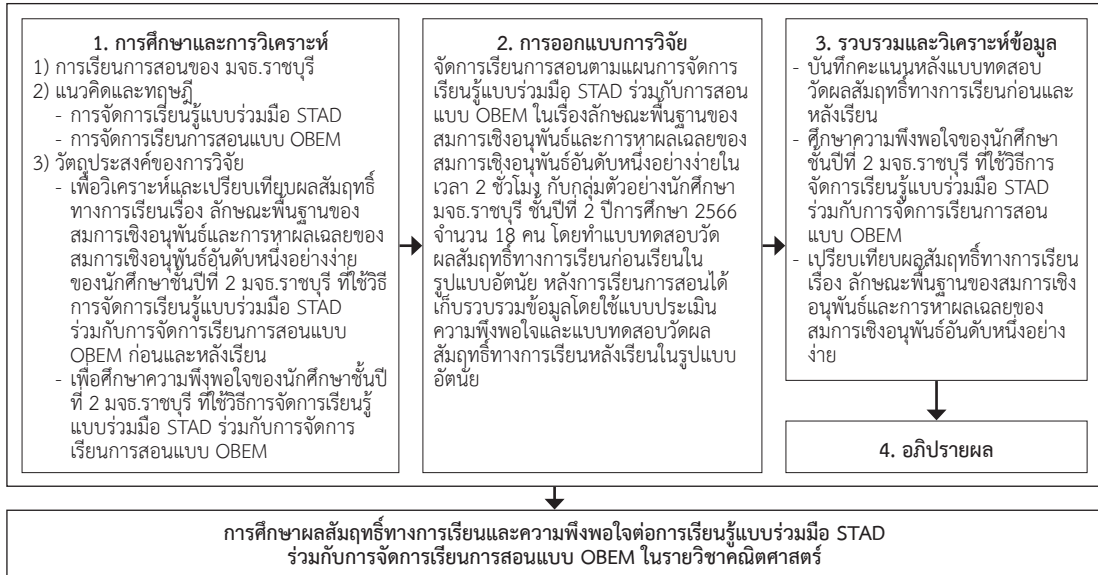 1. การศึกษาและการวิเคราะห์
1) การเรียนการสอนของ มจธ.ราชบุรี
2) แนวคิดและทฤษฎี
- การจัดการเรียนรู้แบบร่วมมือ STAD
- การจัดการเรียนการสอนแบบ OBEM
3) วัตถุประสงค์ของการวิจัย
- เพื่อวิเคราะห์และเปรียบเทียบผลสัมฤทธิ์
ทางการเรียนเรื่อง ลักษณะพื้นฐานของ
สมการเชิงอนุพันธ์และการหาผลเฉลยของ
สมการเชิงอนุพันธ์อันดับหนึ่งอย่างง่าย
ของนักศึกษาชั้นปีที่ 2 มจธ.ราชบุรี ที่ใช้วิธี
การจัดการเรียนรู้แบบร่วมมือ STAD
ร่วมกับการจัดการเรียนการสอนแบบ
OBEM ก่อนและหลังเรียน
- เพื่อศึกษาความพึงพอใจของนักศึกษาชั้นปี
ที่ 2 มจธ.ราชบุรี ที่ใช้วิธีการจัดการเรียนรู้
แบบร่วมมือ STAD ร่วมกับการจัดการ
เรียนการสอนแบบ OBEM
2. การออกแบบการวิจัย
จัดการเรียนการสอนตามแผนการจัดการ
เรียนรู้แบบร่วมมือ STAD ร่วมกับการสอน
แบบ OBEM ในเรื่องลักษณะพื้นฐานของ
สมการเชิงอนุพันธ์และการหาผลเฉลยของ
สมการเชิงอนุพันธ์อันดับหนึ่งอย่างง่ายใน
เวลา 2 ชั่วโมง กับกลุ่มตัวอย่างนักศึกษา
มจธ.ราชบุรี ชั้นปีที่ 2 ปีการศึกษา 2566
จำนวน 18 คน โดยทำแบบทดสอบวัด
ผลสัมฤทธิ์ทางการเรียนก่อนเรียนใน
รูปแบบอัตนัย หลังการเรียนการสอนได้
เก็บรวบรวมข้อมูลโดยใช้แบบประเมิน
ความพึงพอใจและแบบทดสอบวัดผล
สัมฤทธิ์ทางการเรียนหลังเรียนในรูปแบบ
อัตนัย
3. รวบรวมและวิเคราะห์ข้อมูล
- บันทึกคะแนนหลังแบบทดสอบ
วัดผลสัมฤทธิ์ทางการเรียนก่อนและ
หลังเรียน
- ศึกษาความพึงพอใจของนักศึกษา
ชั้นปีที่ 2 มจธ.ราชบุรี ที่ใช้วิธีการ
จัดการเรียนรู้แบบร่วมมือ STAD
ร่วมกับการจัดการเรียนการสอน
แบบ OBEM
- เปรียบเทียบผลสัมฤทธิ์ทางการเรียน
เรื่อง ลักษณะพื้นฐานของสมการเชิง
อนุพันธ์และการหาผลเฉลยของ
สมการเชิงอนุพันธ์อันดับหนึ่งอย่าง
ง่าย
4. อภิปรายผล
การศึกษาผลสัมฤทธิ์ทางการเรียนและความพึงพอใจต่อการเรียนรู้แบบร่วมมือ STAD
ร่วมกับการจัดการเรียนการสอนแบบ OBEM ในรายวิชาคณิตศาสตร์